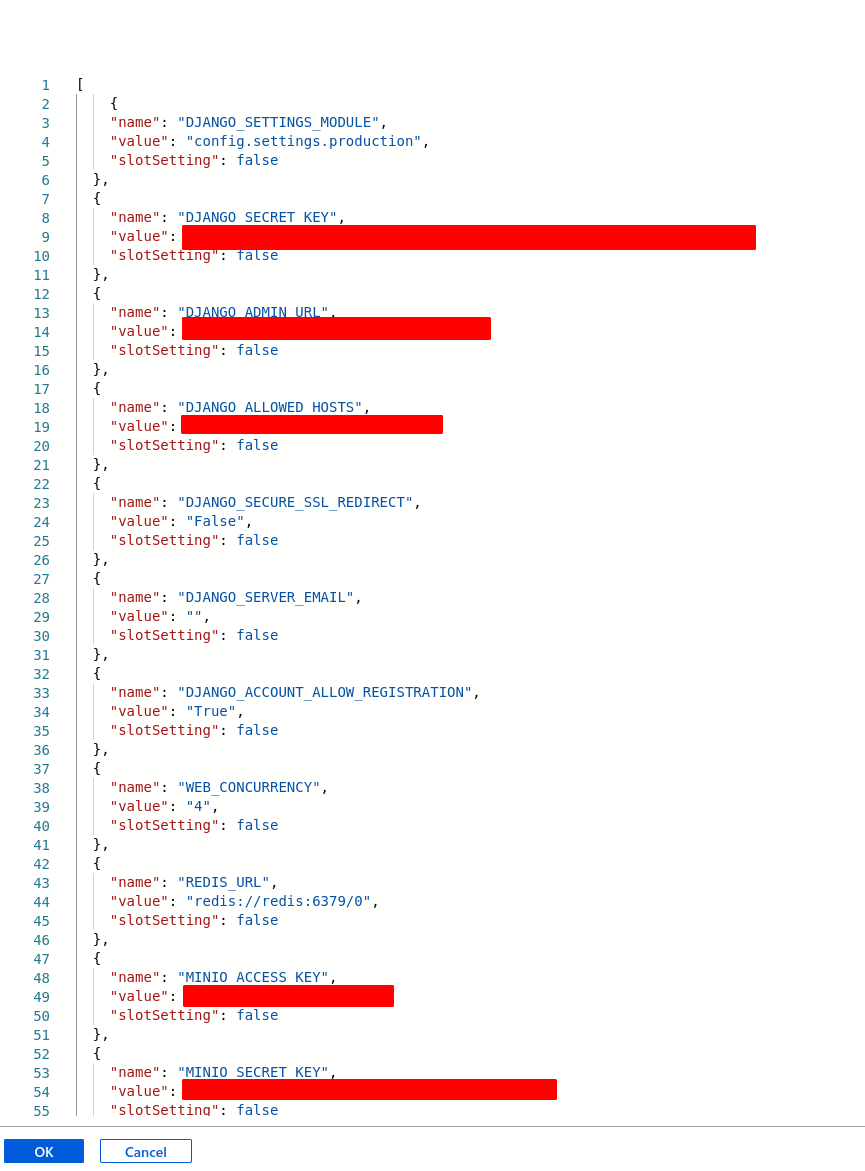 1 [
2 {
3 "name": "DJANGO_SETTINGS_MODULE",
4 "value": "config.settings.production",
5 "slotSetting": false
6 },
7 {
8 "name": "DJANGO_SECRET_KEY",
9 "value":
10 "slotSetting": false
11 },
12 {
13 "name": "DJANGO_ADMIN_URL",
14 "value":
15 "slotSetting": false
16 },
17 {
18 "name": "DJANGO_ALLOWED_HOSTS",
19 "value":
20 "slotSetting": false
21 },
22 {
23 "name": "DJANGO_SECURE_SSL_REDIRECT",
24 "value": "False",
25 "slotSetting": false
26 },
27 {
28 "name": "DJANGO_SERVER_EMAIL",
29 "value": "",
30 "slotSetting": false
31 },
32 {
33 "name": "DJANGO_ACCOUNT_ALLOW_REGISTRATION",
34 "value": "True",
35 "slotSetting": false
36 },
37 {
38 "name": "WEB_CONCURRENCY",
39 "value": "4",
40 "slotSetting": false
41 },
42 {
43 "name": "REDIS_URL",
44 "value": "redis://redis:6379/0",
45 "slotSetting": false
46 },
47 {
48 "name": "MINIO_ACCESS_KEY",
49 "value":
50 "slotSetting": false
51 },
52 {
53 "name": "MINIO_SECRET_KEY",
54 "value":
55 "slotSetting": false
OK Cancel